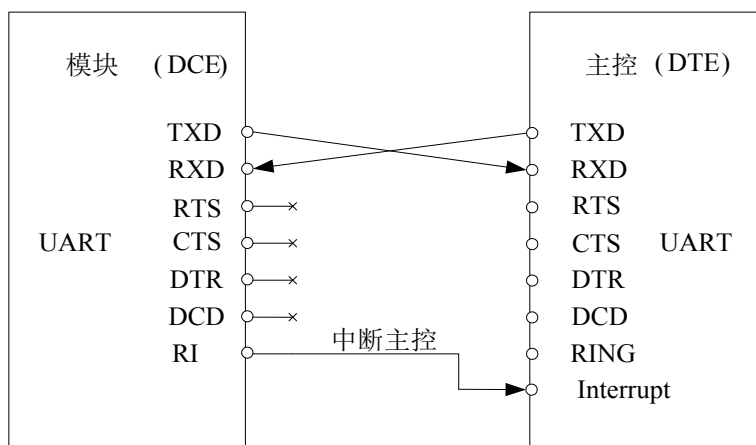 模块 (DCE)
主控 (DTE)
TXD
TXD
RXD
RXD
RTS
RTS
UART
CTS
CTS
UART
DTR
DTR
DCD
DCD
RI
中断主控
RING
Interrupt